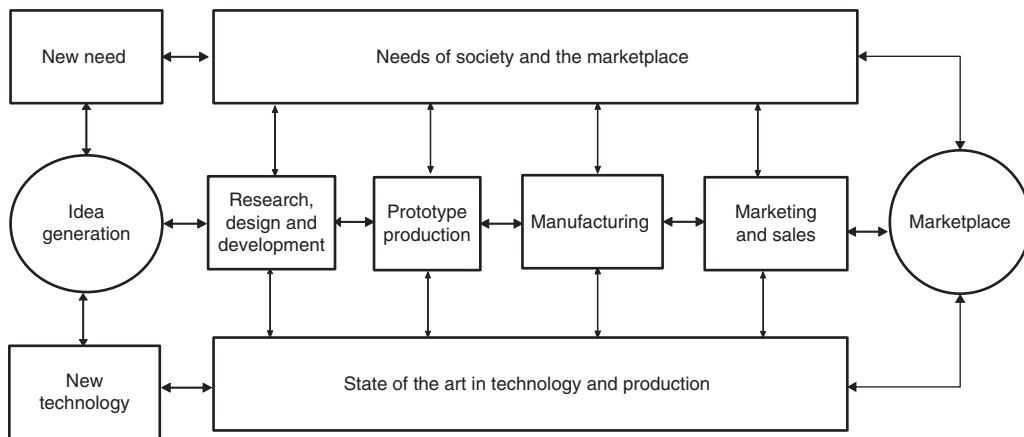 New need
Needs of society and the marketplace
Idea
generation
Research,
design and
development
Prototype
production
Manufacturing
Marketing
and sales
Marketplace
New
technology
State of the art in technology and production